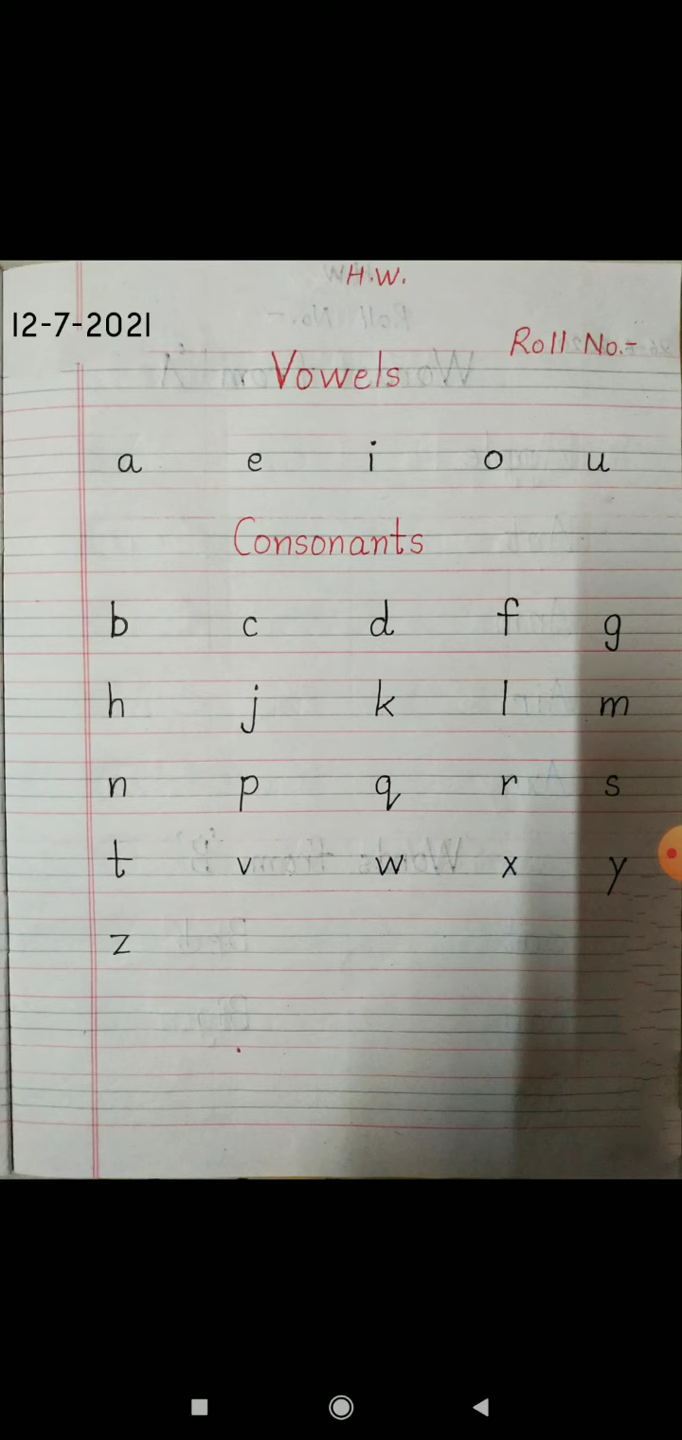 H.W.
12-7-2021
Roll No.-
Vowels
a e i o u
Consonants
b c d f g
h j k l m
n p q r s
t v w x y
z